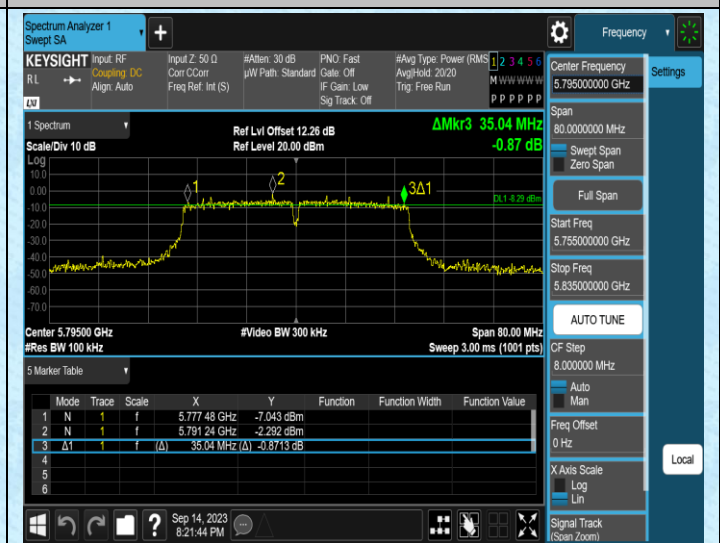 Spectrum Analyzer 1
Swept SA
+
Frequency
KEYSIGHT
RL
LXI
Input: RF
Coupling: DC
Align: Auto
Input Z: 50 Ω
Corr CCorr
Freq Ref: Int (S)
#Atten: 30 dB
µW Path: Standard
PNO: Fast
Gate: Off
IF Gain: Low
Sig Track: Off
#Avg Type: Power (RMS
Avg|Hold: 20/20
Trig: Free Run
1 2 3 4 5 6
M W W W W W
P P P P P P
Center Frequency
5.795000000 GHz
Settings
Span
80.0000000 MHz
Swept Span
Zero Span
Full Span
Start Freq
5.755000000 GHz
Stop Freq
5.835000000 GHz
AUTO TUNE
CF Step
8.000000 MHz
Auto
Man
Freq Offset
0 Hz
X Axis Scale
Log
Lin
Signal Track
(Span Zoom)
Local
1 Spectrum
Scale/Div 10 dB
Ref Lvl Offset 12.26 dB
Ref Level 20.00 dBm
ΔMkr3 35.04 MHz
-0.87 dB
Log
10.0
0.00
-10.0
-20.0
-30.0
-40.0
-50.0
-60.0
-70.0
1
2
3Δ1
DL1 -8.29 dBm
Center 5.79500 GHz
#Video BW 300 kHz
Span 80.00 MHz
#Res BW 100 kHz
Sweep 3.00 ms (1001 pts)
5 Marker Table
Mode Trace Scale X Y Function Function Width Function Value
1 N 1 f 5.777 48 GHz -7.043 dBm
2 N 1 f 5.791 24 GHz -2.292 dBm
3 Δ1 1 f (Δ) 35.04 MHz (Δ) -0.8713 dB
4
5
6
?
Sep 14, 2023
8:21:44 PM